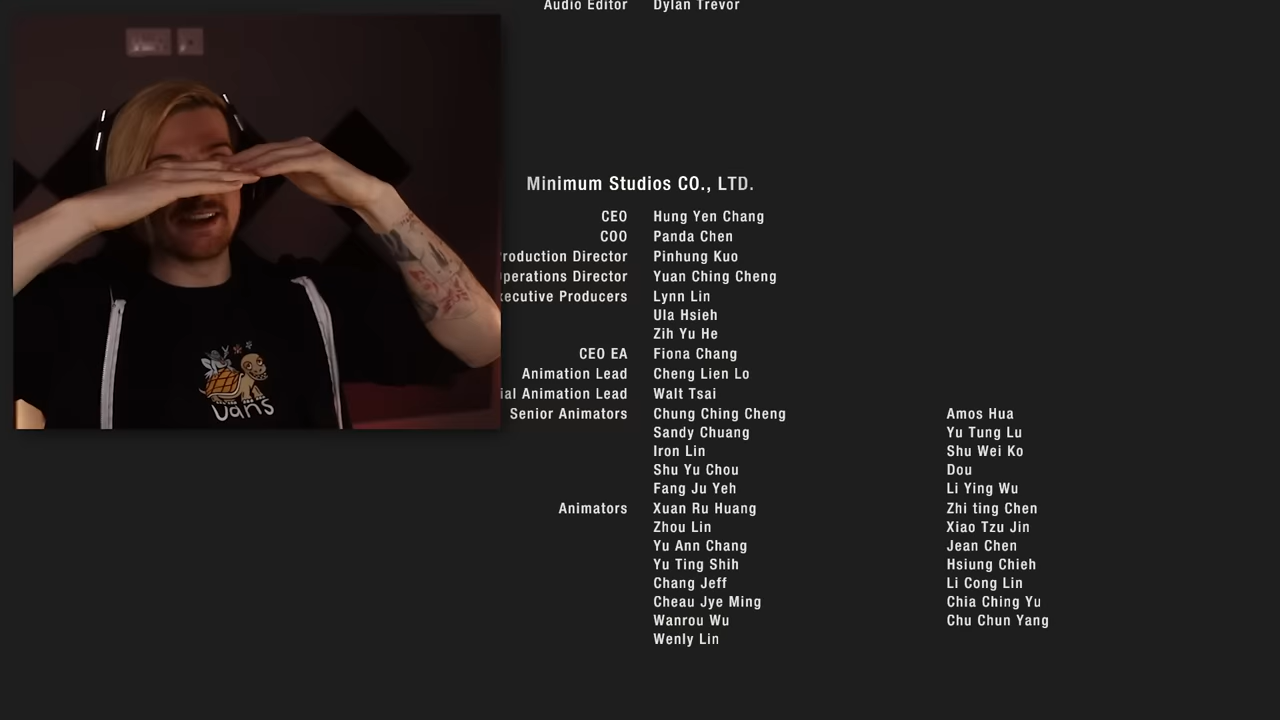 Audio Editor Dylan Trevor
Minimum Studios CO., LTD.
CEO Hung Yen Chang
COO Panda Chen
roduction Director Pinhung Kuo
perations Director Yuan Ching Cheng
xecutive Producers Lynn Lin
Ula Hsieh
Zih Yu He
CEO EA Fiona Chang
Animation Lead Cheng Lien Lo
ial Animation Lead Walt Tsai
Senior Animators Chung Ching Cheng Amos Hua
Sandy Chuang Yu Tung Lu
Iron Lin Shu Wei Ko
Shu Yu Chou Dou
Fang Ju Yeh Li Ying Wu
Animators Xuan Ru Huang Zhi ting Chen
Zhou Lin Xiao Tzu Jin
Yu Ann Chang Jean Chen
Yu Ting Shih Hsiung Chieh
Chang Jeff Li Cong Lin
Cheau Jye Ming Chia Ching Yu
Wanrou Wu Chu Chun Yang
Wenly Lin
Vans